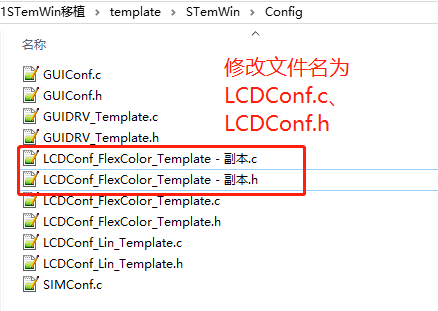 1STemWin移植 > template > STemWin > Config
名称
GUIConf.c
GUIConf.h
GUIDRV_Template.c
GUIDRV_Template.h
LCDConf_FlexColor_Template - 副本.c
LCDConf_FlexColor_Template - 副本.h
LCDConf_FlexColor_Template.c
LCDConf_FlexColor_Template.h
LCDConf_Lin_Template.c
LCDConf_Lin_Template.h
SIMConf.c
修改文件名为
LCDConf.c、
LCDConf.h